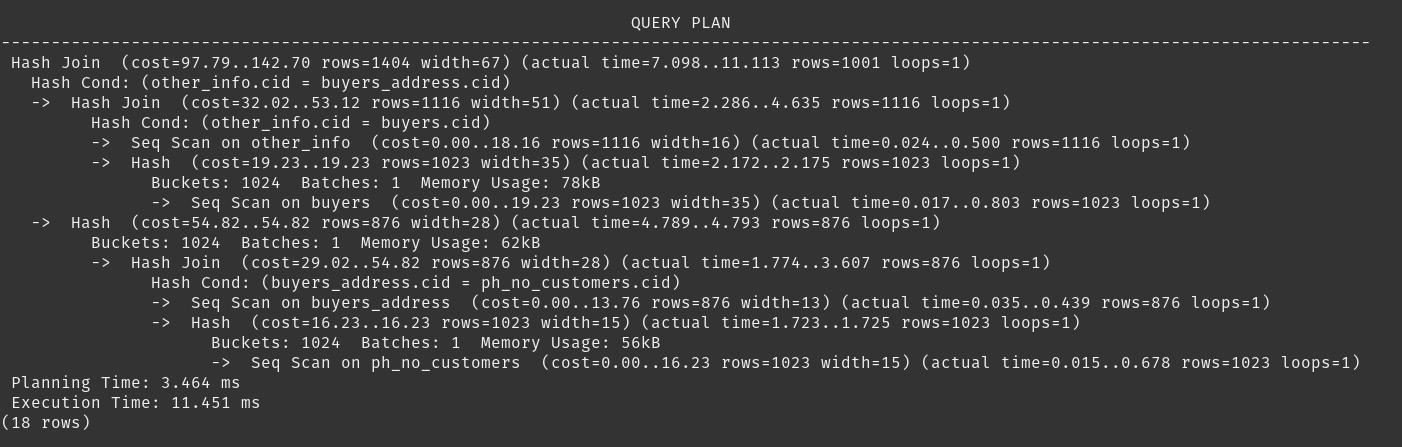 QUERY PLAN
-----------------------------------------------------------------------------------------------------------------------------------------
 Hash Join  (cost=97.79..142.70 rows=1404 width=67) (actual time=7.098..11.113 rows=1001 loops=1)
   Hash Cond: (other_info.cid = buyers_address.cid)
   ->  Hash Join  (cost=32.02..53.12 rows=1116 width=51) (actual time=2.286..4.635 rows=1116 loops=1)
         Hash Cond: (other_info.cid = buyers.cid)
         ->  Seq Scan on other_info  (cost=0.00..18.16 rows=1116 width=16) (actual time=0.024..0.500 rows=1116 loops=1)
         ->  Hash  (cost=19.23..19.23 rows=1023 width=35) (actual time=2.172..2.175 rows=1023 loops=1)
               Buckets: 1024  Batches: 1  Memory Usage: 78kB
               ->  Seq Scan on buyers  (cost=0.00..19.23 rows=1023 width=35) (actual time=0.017..0.803 rows=1023 loops=1)
   ->  Hash  (cost=54.82..54.82 rows=876 width=28) (actual time=4.789..4.793 rows=876 loops=1)
         Buckets: 1024  Batches: 1  Memory Usage: 62kB
         ->  Hash Join  (cost=29.02..54.82 rows=876 width=28) (actual time=1.774..3.607 rows=876 loops=1)
               Hash Cond: (buyers_address.cid = ph_no_customers.cid)
               ->  Seq Scan on buyers_address  (cost=0.00..13.76 rows=876 width=13) (actual time=0.035..0.439 rows=876 loops=1)
               ->  Hash  (cost=16.23..16.23 rows=1023 width=15) (actual time=1.723..1.725 rows=1023 loops=1)
                     Buckets: 1024  Batches: 1  Memory Usage: 56kB
                     ->  Seq Scan on ph_no_customers  (cost=0.00..16.23 rows=1023 width=15) (actual time=0.015..0.678 rows=1023 loops=1)
 Planning Time: 3.464 ms
 Execution Time: 11.451 ms
(18 rows)